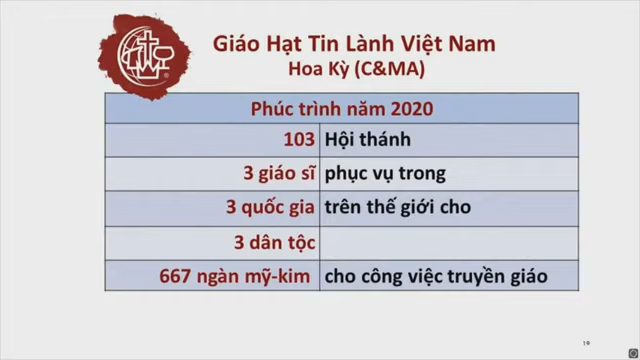 Giáo Hạt Tin Lành Việt Nam
Hoa Kỳ (C&MA)
Phúc trình năm 2020
103 Hội thánh
3 giáo sĩ phục vụ trong
3 quốc gia trên thế giới cho
3 dân tộc
667 ngàn mỹ-kim cho công việc truyền giáo
19